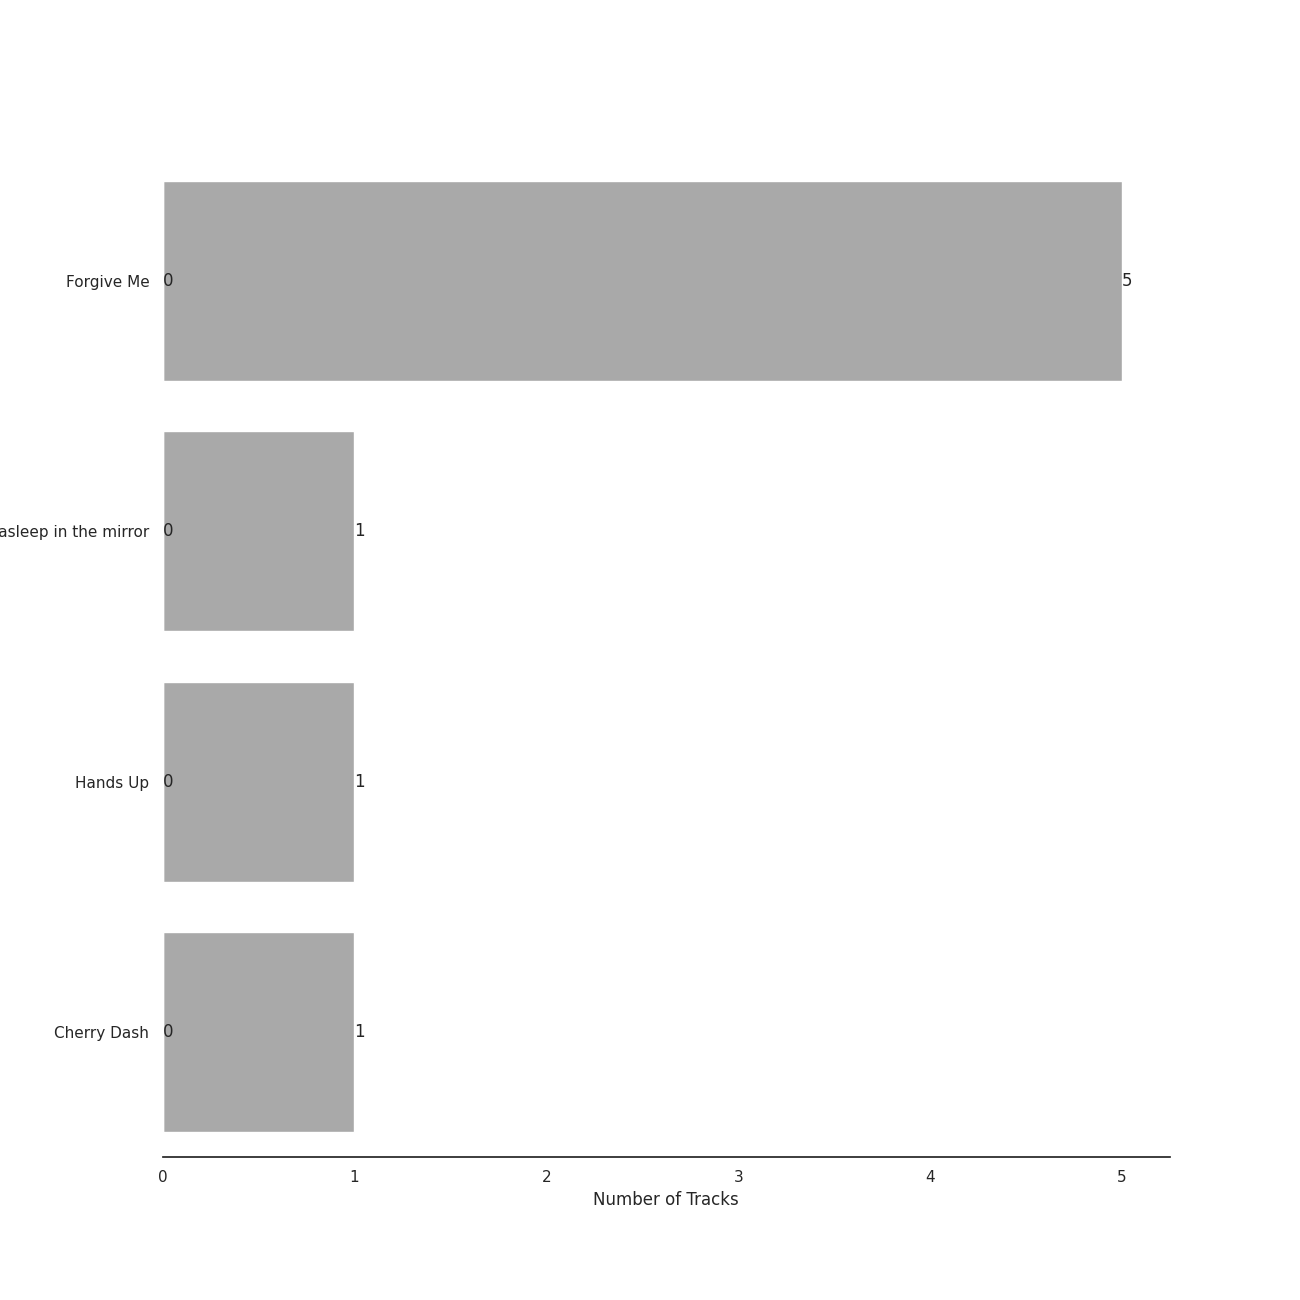 Forgive Me 0 5
asleep in the mirror 0 1
Hands Up 0 1
Cherry Dash 0 1
0 1 2 3 4 5
Number of Tracks